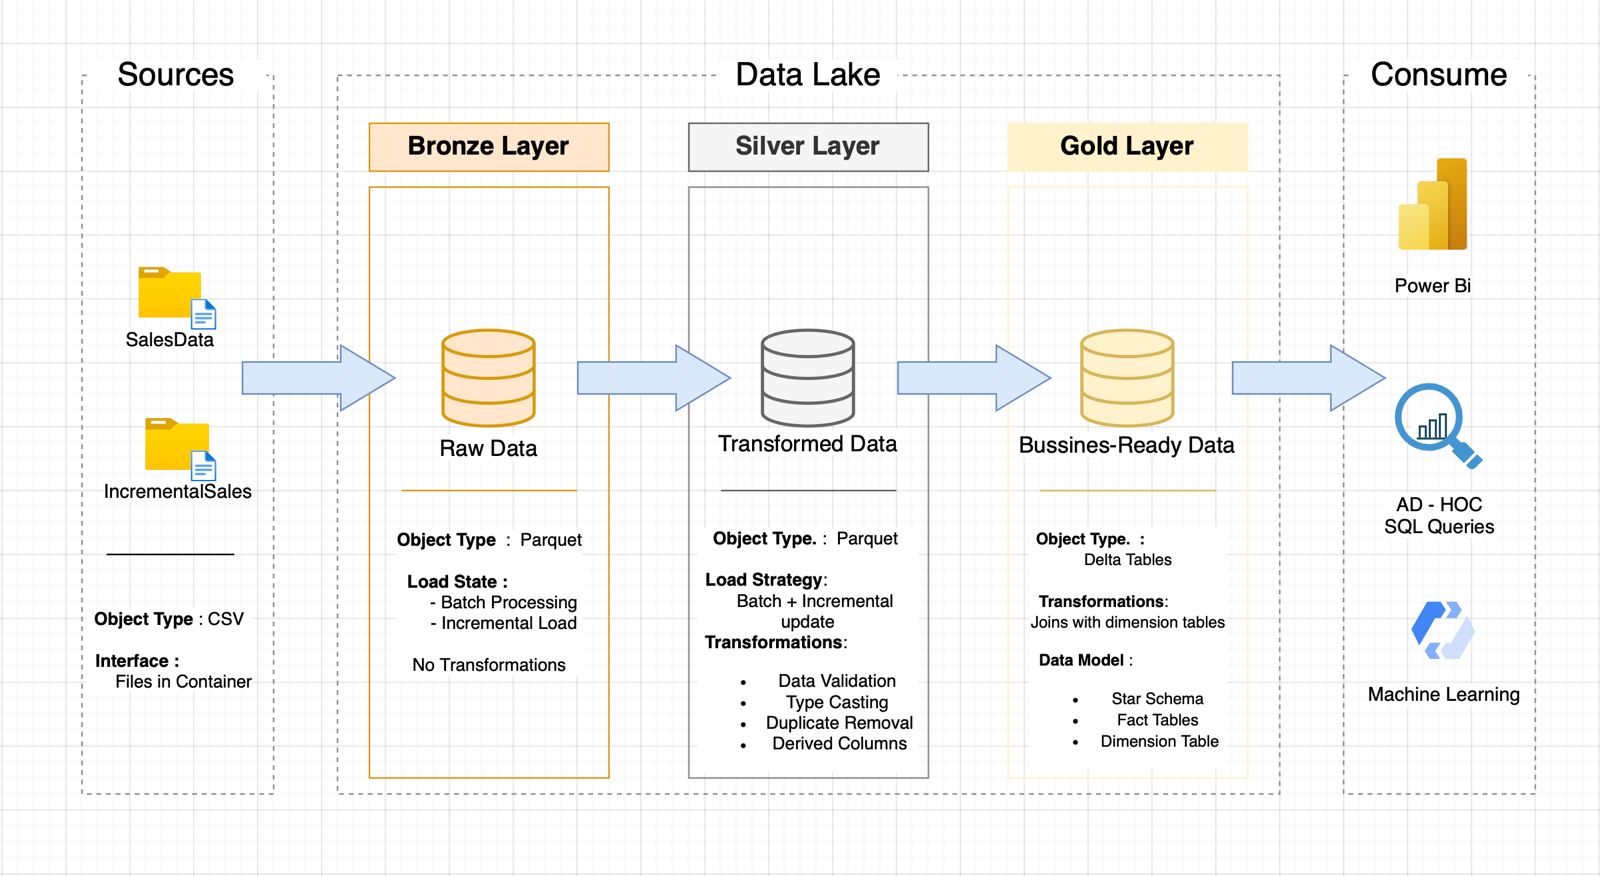 Sources
SalesData
IncrementalSales
Object Type : CSV
Interface :
Files in Container
Data Lake
Bronze Layer
Raw Data
Object Type : Parquet
Load State :
- Batch Processing
- Incremental Load
No Transformations
Silver Layer
Transformed Data
Object Type. : Parquet
Load Strategy:
Batch + Incremental
update
Transformations:
• Data Validation
• Type Casting
• Duplicate Removal
• Derived Columns
Gold Layer
Bussines-Ready Data
Object Type. :
Delta Tables
Transformations:
Joins with dimension tables
Data Model :
• Star Schema
• Fact Tables
• Dimension Table
Consume
Power Bi
AD - HOC
SQL Queries
Machine Learning